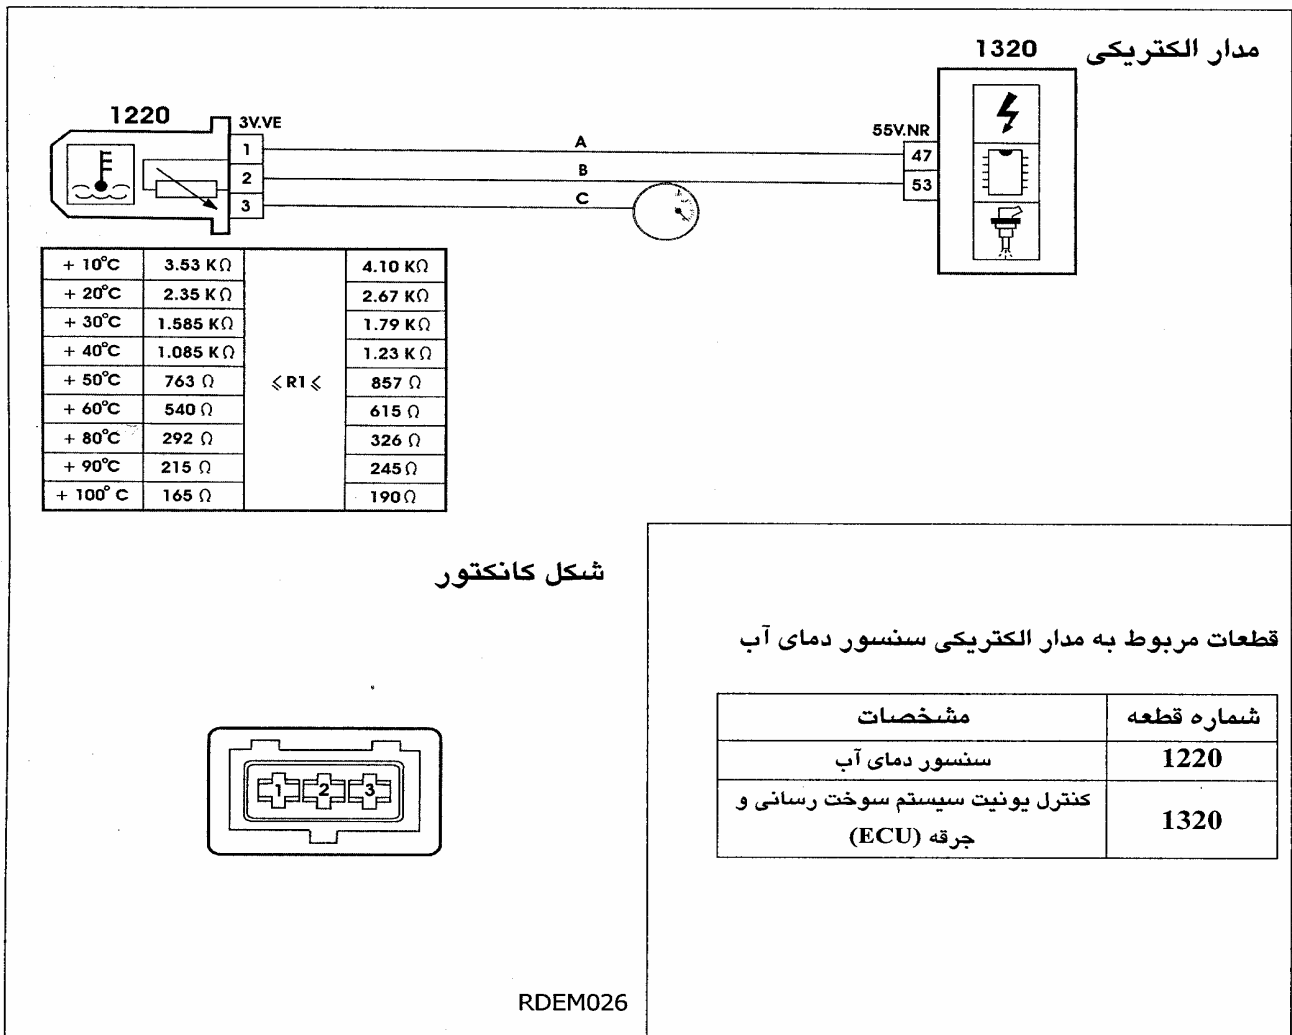 مدار الکتریکی
1320
1220
3V.VE
55V.NR
1
A
47
2
B
53
3
C
+ 10°C 3.53 KΩ 4.10 KΩ
+ 20°C 2.35 KΩ 2.67 KΩ
+ 30°C 1.585 KΩ 1.79 KΩ
+ 40°C 1.085 KΩ 1.23 KΩ
+ 50°C 763 Ω ⩽ R1 ⩽ 857 Ω
+ 60°C 540 Ω 615 Ω
+ 80°C 292 Ω 326 Ω
+ 90°C 215 Ω 245 Ω
+ 100°C 165 Ω 190 Ω
شکل کانکتور
1 2 3
قطعات مربوط به مدار الکتریکی سنسور دمای آب
شماره قطعه مشخصات
1220 سنسور دمای آب
1320 کنترل یونیت سیستم سوخت رسانی و
جرقه (ECU)
RDEM026